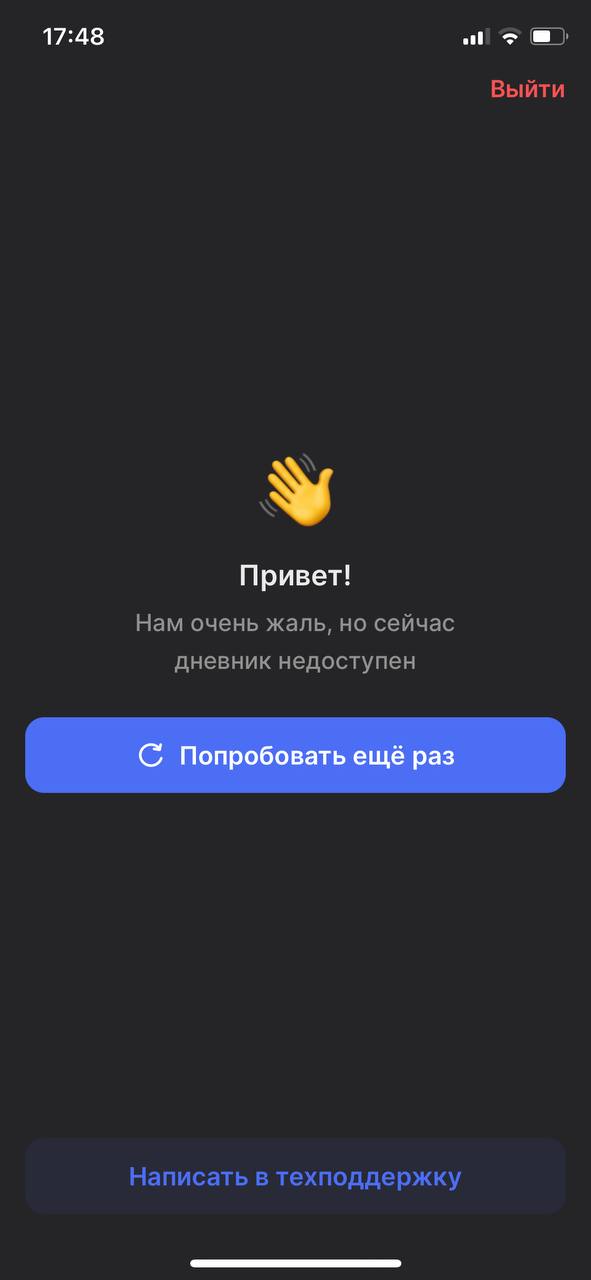 17:48
Выйти
Привет!
Нам очень жаль, но сейчас
дневник недоступен
Попробовать ещё раз
Написать в техподдержку